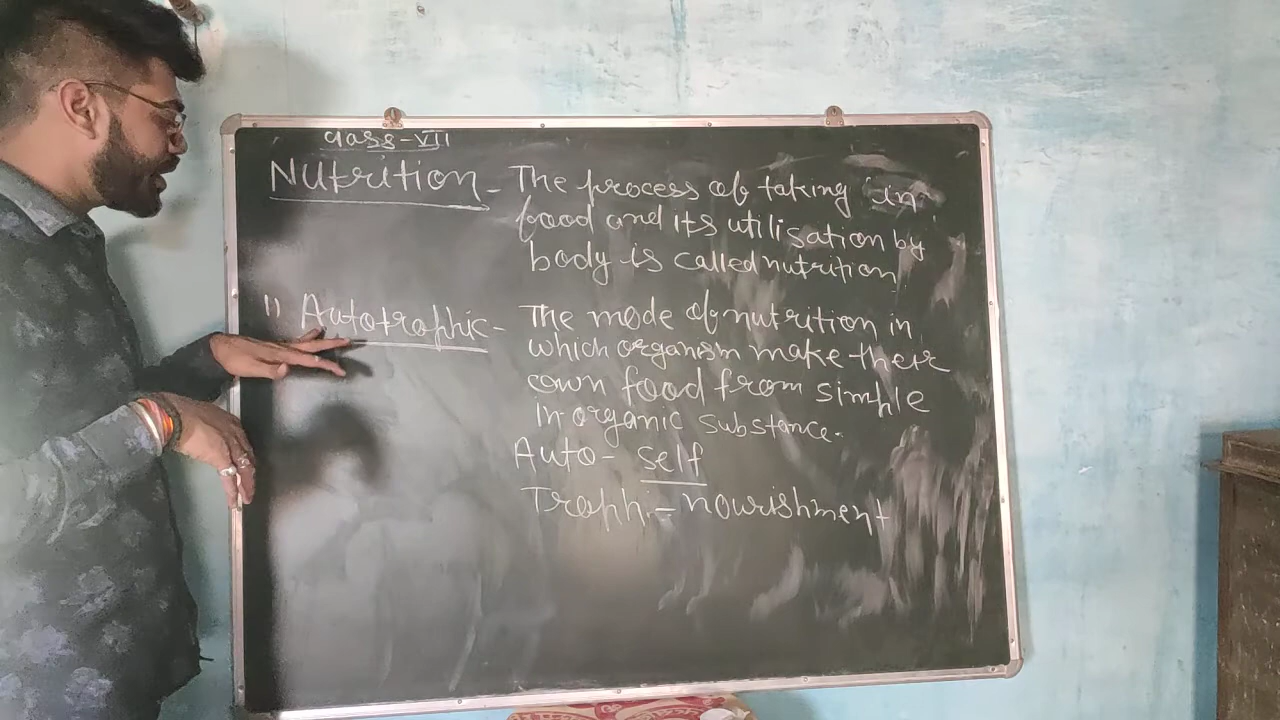 Class-VII
Nutrition - The process of taking in
food and its utilisation by
body is called nutrition
1) Autotrophic - The mode of nutrition in
which organism make their
own food from simple
Inorganic substance.
Auto - self
Trophi - nourishment